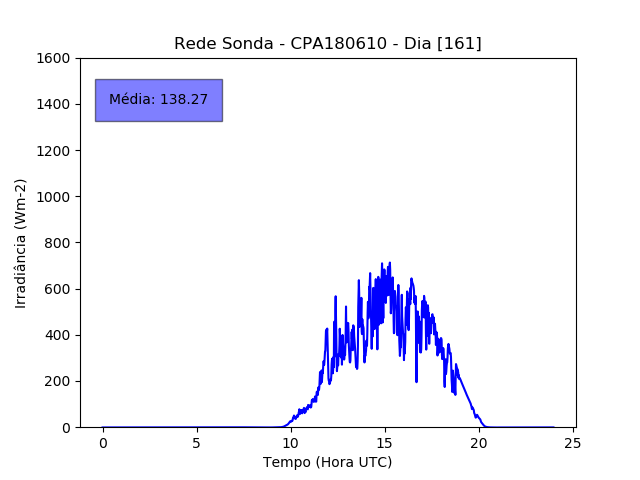 Rede Sonda - CPA180610 - Dia [161]
Média: 138.27
Irradiância (Wm-2)
1600
1400
1200
1000
800
600
400
200
0
0 5 10 15 20 25
Tempo (Hora UTC)